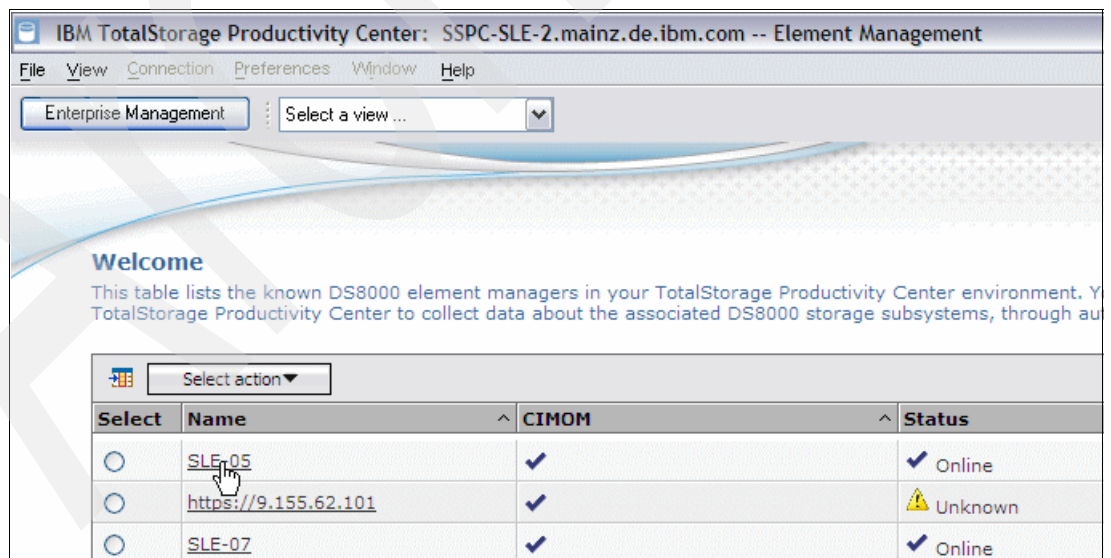 IBM TotalStorage Productivity Center: SSPC-SLE-2.mainz.de.ibm.com -- Element Management
File View Connection Preferences Window Help
Enterprise Management Select a view ...
Welcome
This table lists the known DS8000 element managers in your TotalStorage Productivity Center environment.
TotalStorage Productivity Center to collect data about the associated DS8000 storage subsystems, through
Select action
Select Name CIMOM Status
SLE-05 Online
https://9.155.62.101 Unknown
SLE-07 Online